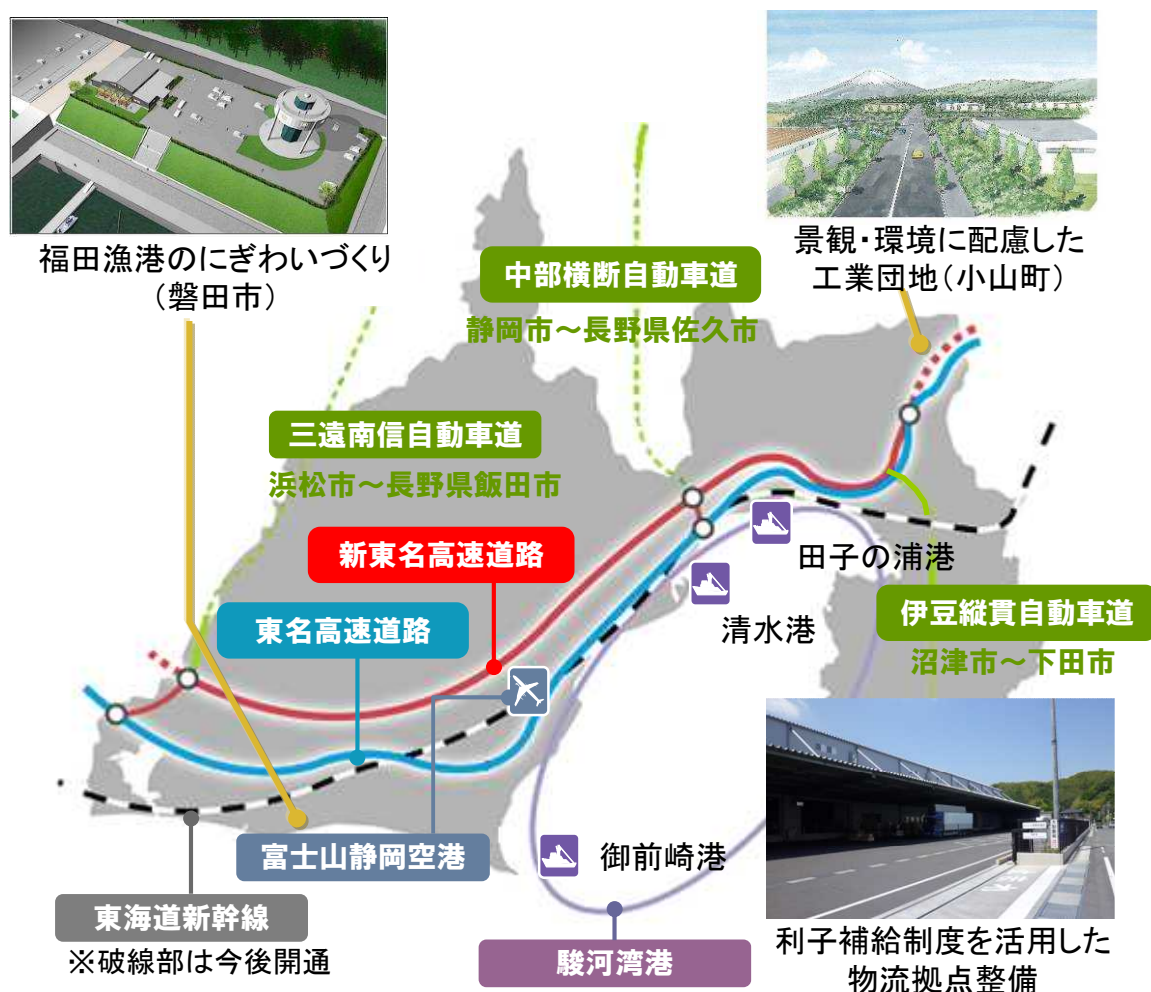 福田漁港のにぎわいづくり
（磐田市）
景観・環境に配慮した
工業団地（小山町）
中部横断自動車道
静岡市～長野県佐久市
三遠南信自動車道
浜松市～長野県飯田市
新東名高速道路
東名高速道路
田子の浦港
清水港
伊豆縦貫自動車道
沼津市～下田市
富士山静岡空港
御前崎港
東海道新幹線
※破線部は今後開通
駿河湾港
利子補給制度を活用した
物流拠点整備